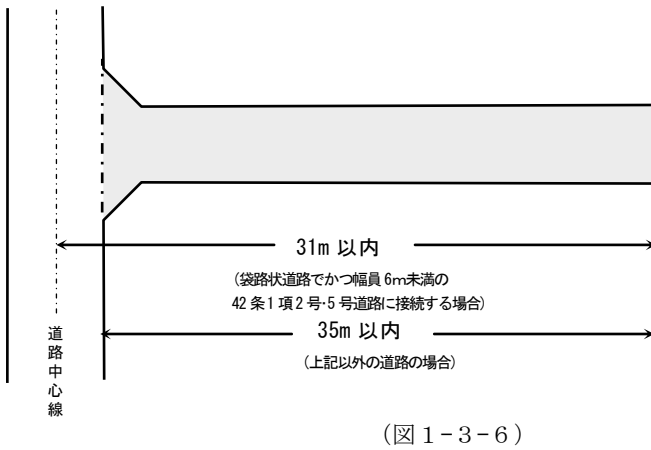 31m 以内
(袋路状道路でかつ幅員6m未満の
42条1項2号・5号道路に接続する場合)
35m 以内
(上記以外の道路の場合)
道路中心線
(図1-3-6)